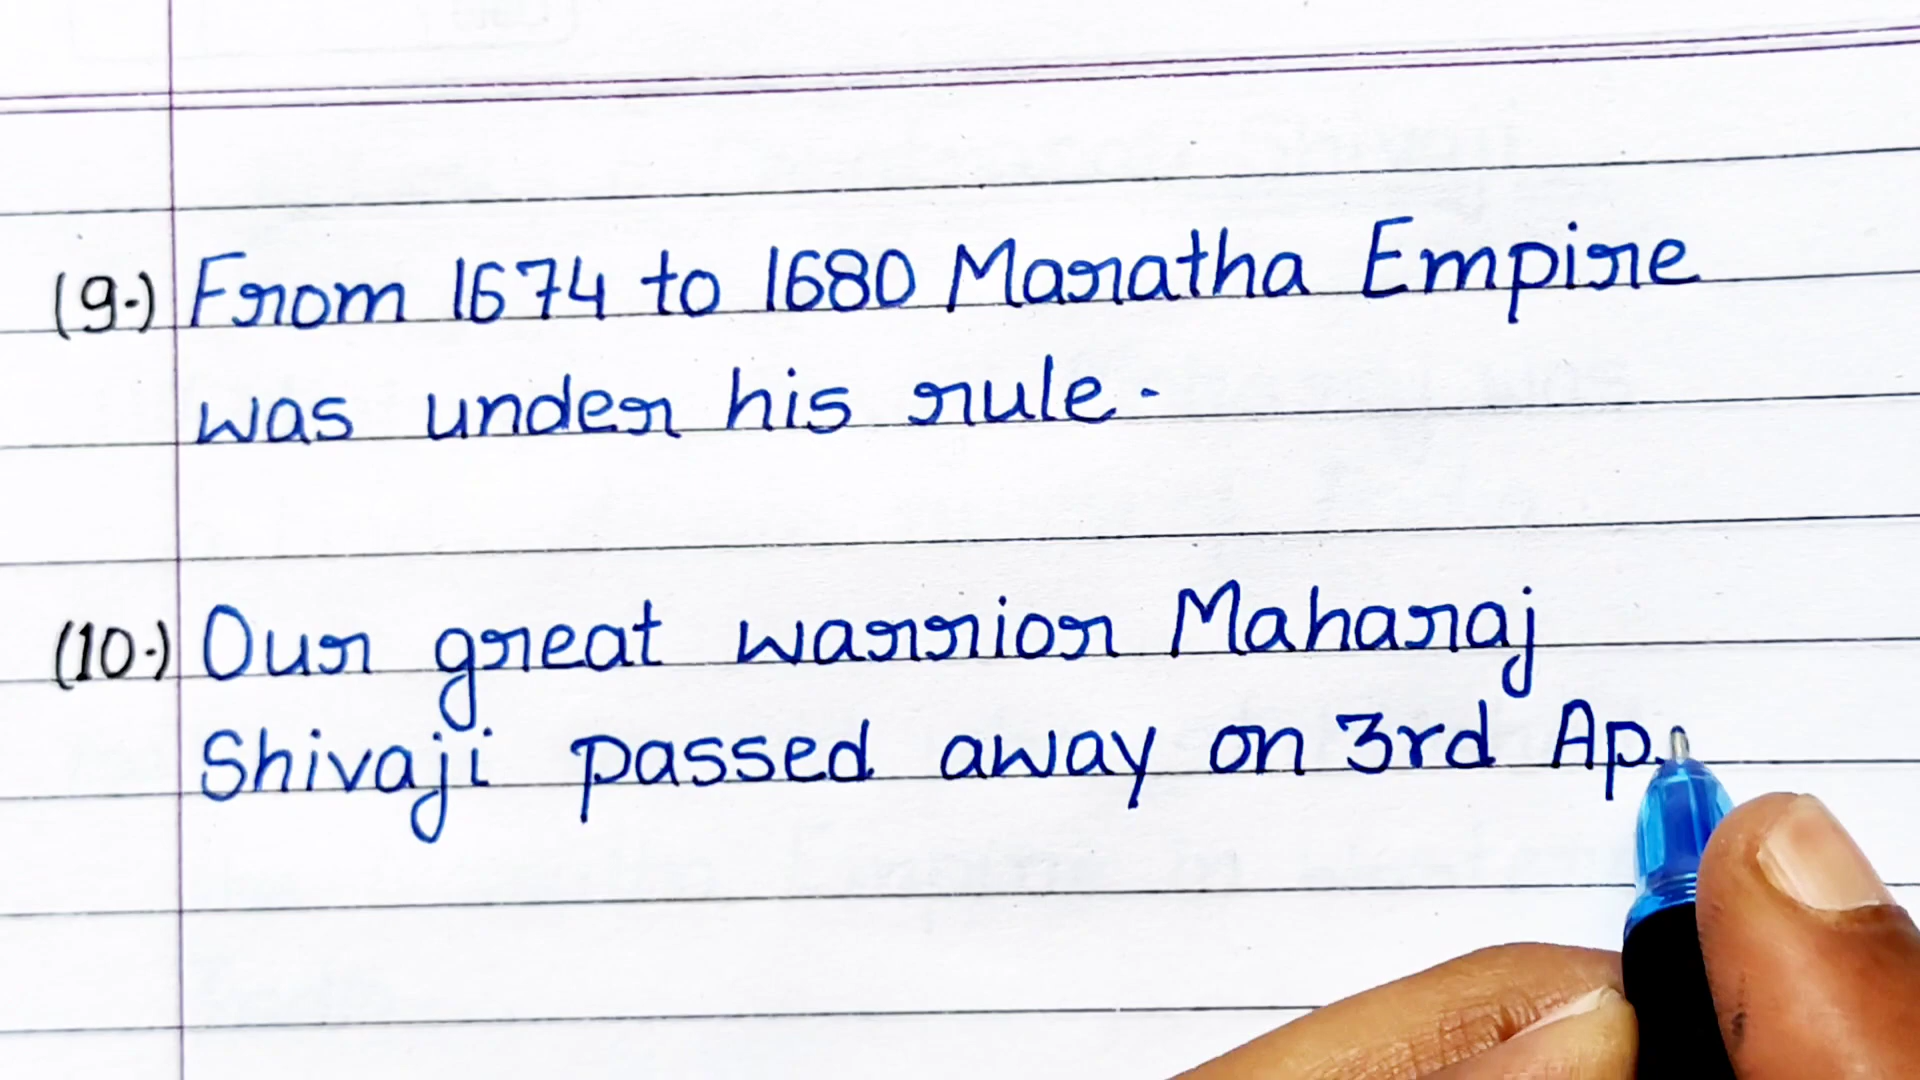 (9.) From 1674 to 1680 Maratha Empire
was under his rule.
(10.) Our great warrior Maharaj
Shivaji passed away on 3rd Ap